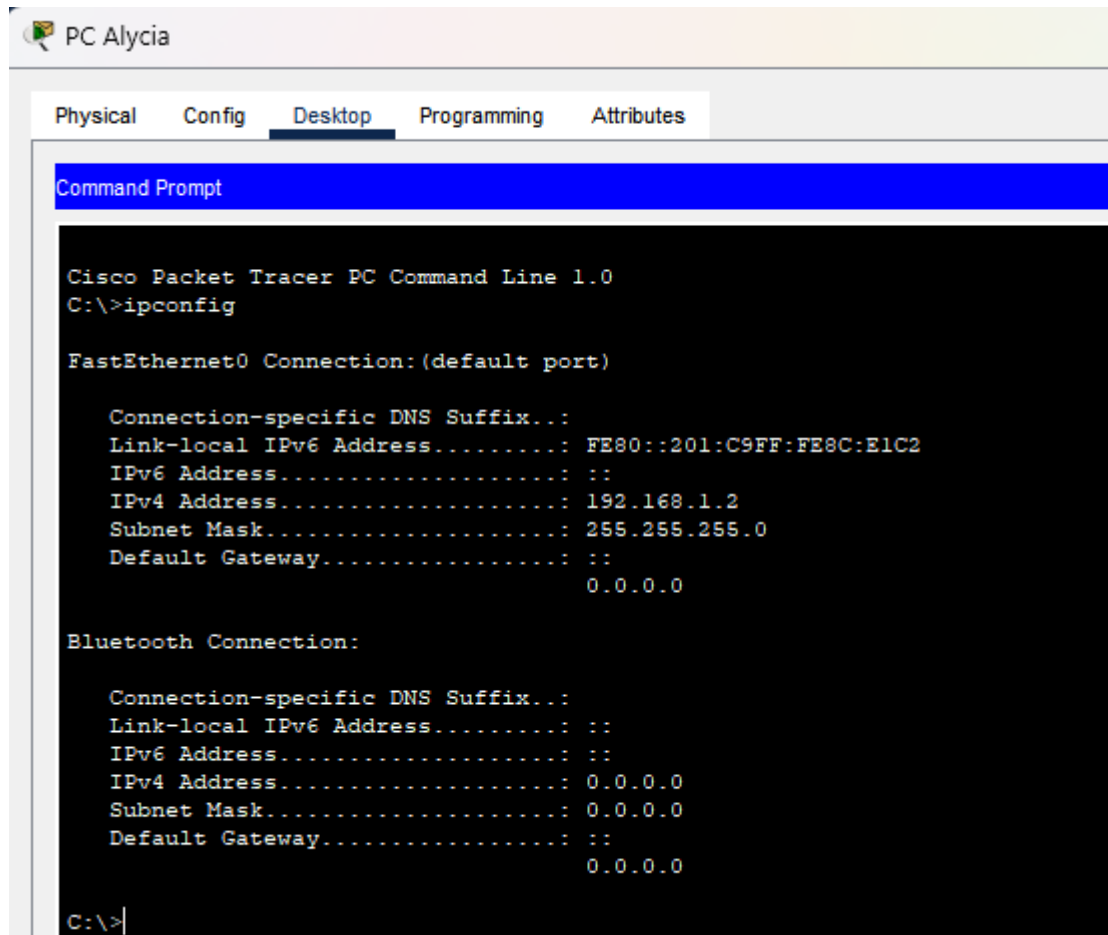 PC Alycia
Physical Config Desktop Programming Attributes
Command Prompt
Cisco Packet Tracer PC Command Line 1.0
C:\>ipconfig
FastEthernet0 Connection:(default port)
Connection-specific DNS Suffix..:
Link-local IPv6 Address.........: FE80::201:C9FF:FE8C:E1C2
IPv6 Address....................: ::
IPv4 Address....................: 192.168.1.2
Subnet Mask.....................: 255.255.255.0
Default Gateway.................: ::
0.0.0.0
Bluetooth Connection:
Connection-specific DNS Suffix..:
Link-local IPv6 Address.........: ::
IPv6 Address....................: ::
IPv4 Address....................: 0.0.0.0
Subnet Mask.....................: 0.0.0.0
Default Gateway.................: ::
0.0.0.0
C:\>